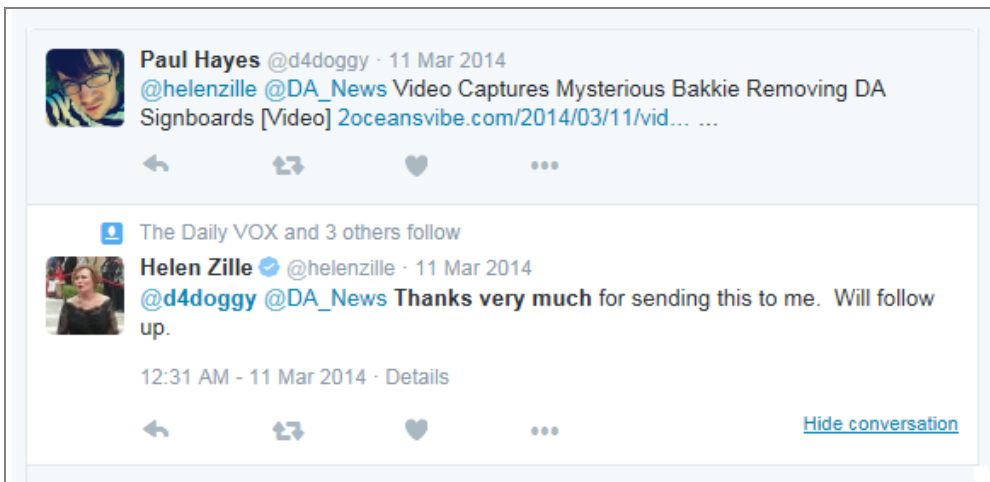 Paul Hayes @d4doggy · 11 Mar 2014
@helenzille @DA_News Video Captures Mysterious Bakkie Removing DA
Signboards [Video] 2oceansvibe.com/2014/03/11/vid... ...
The Daily VOX and 3 others follow
Helen Zille @helenzille · 11 Mar 2014
@d4doggy @DA_News Thanks very much for sending this to me.  Will follow
up.
12:31 AM - 11 Mar 2014 · Details
Hide conversation